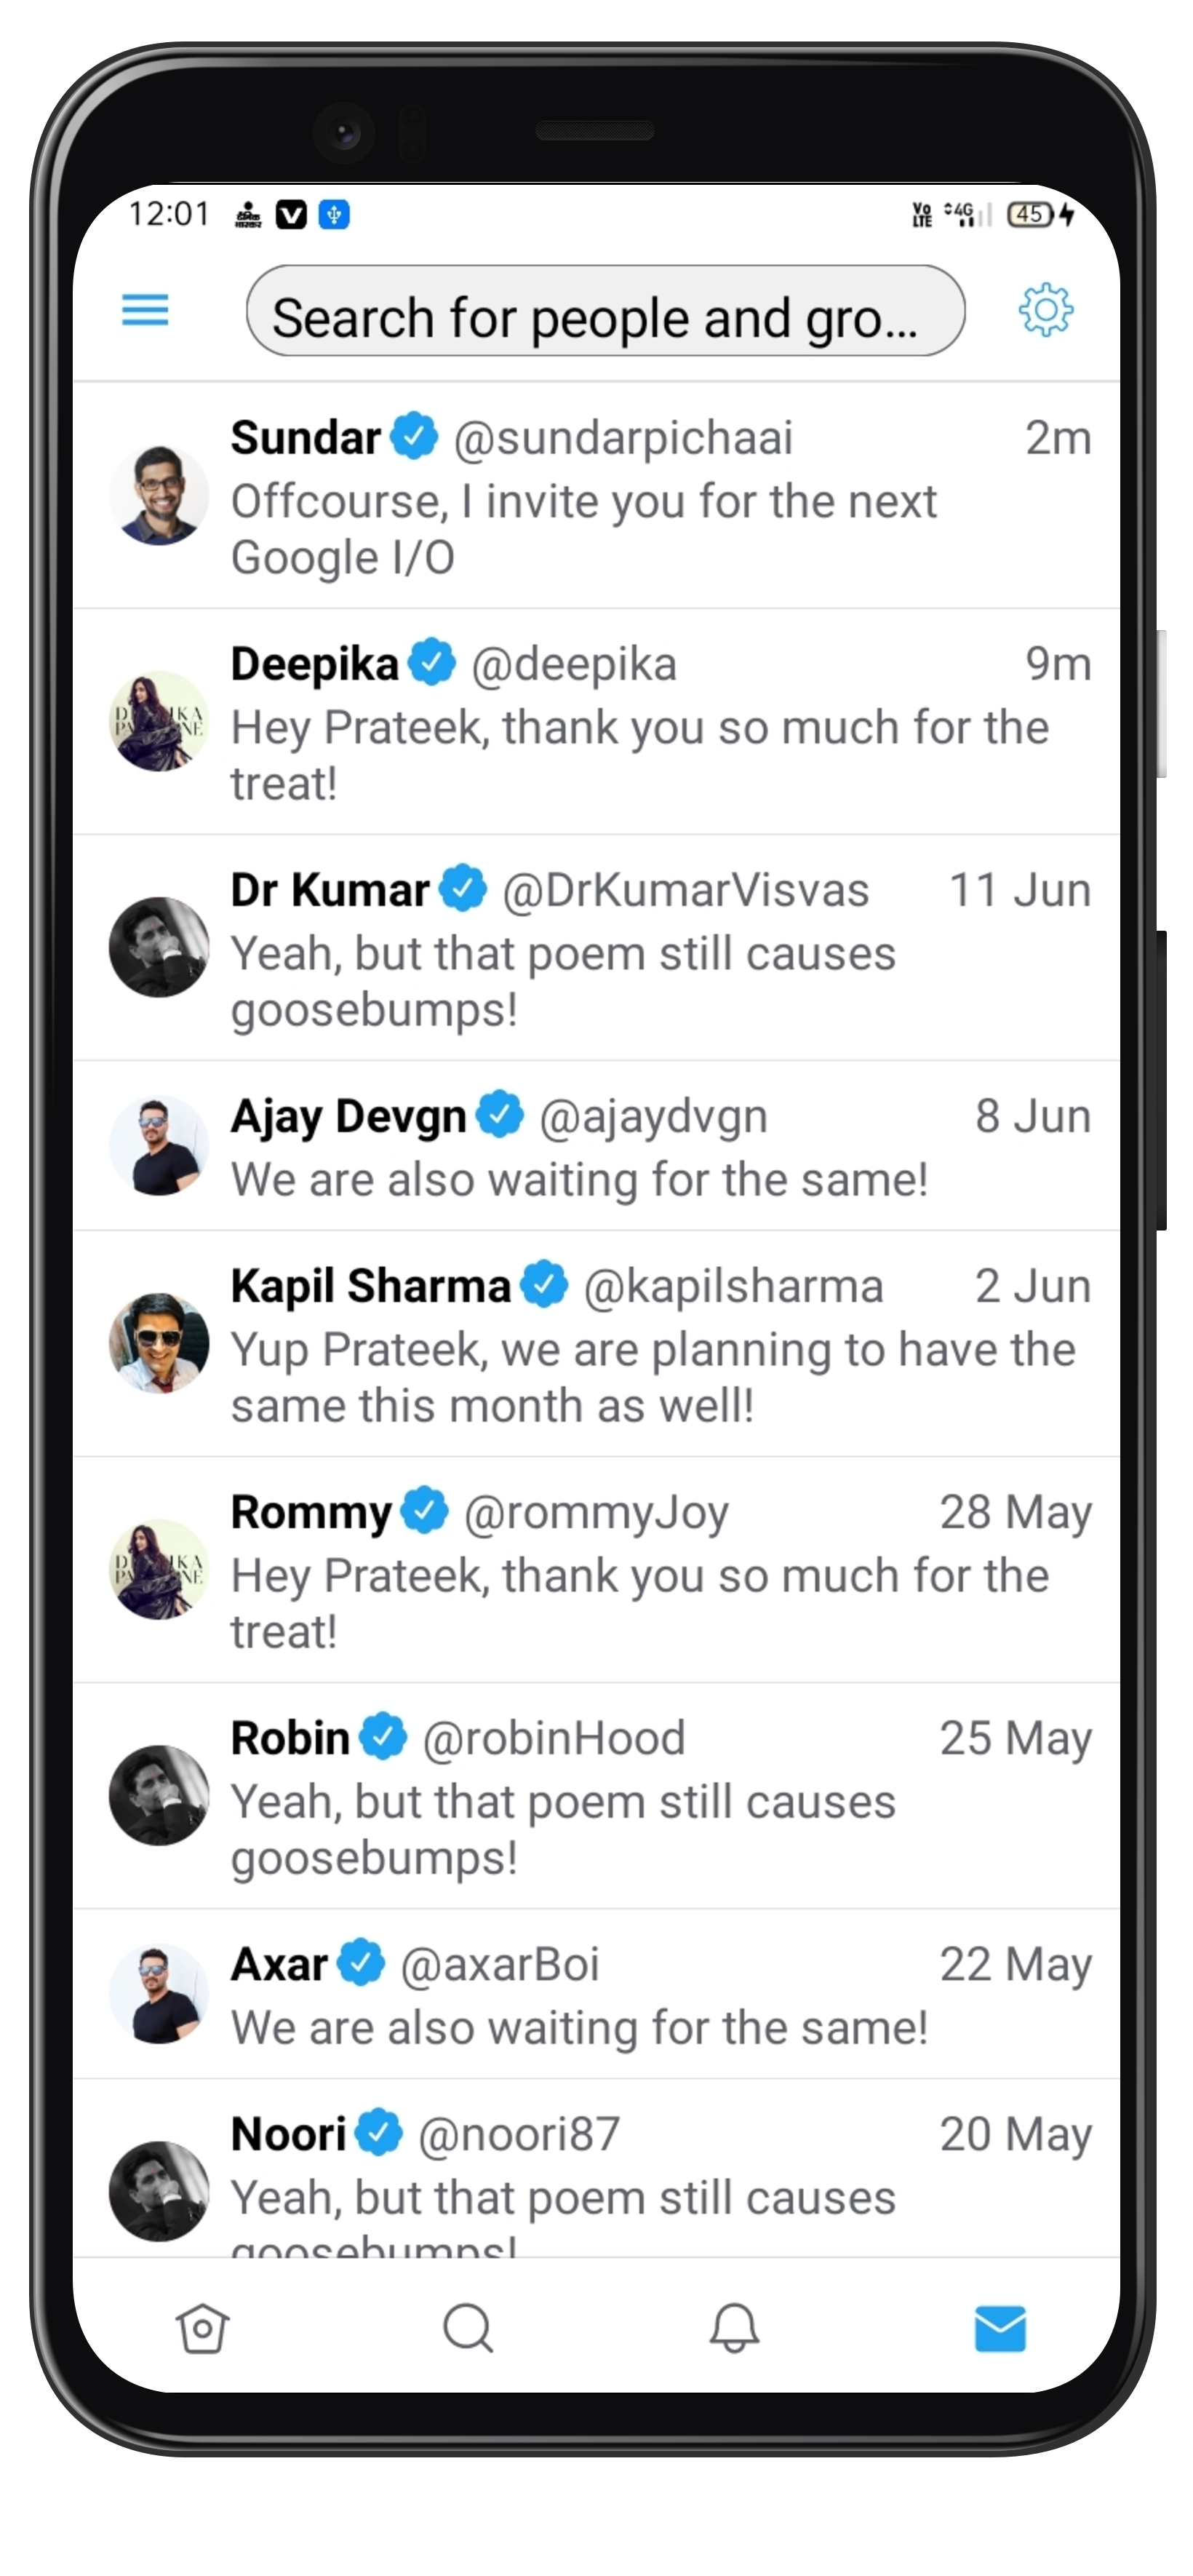 12:01
दैनिक
भास्कर
Vo
LTE
4G
45
Search for people and gro...
Sundar @sundarpichaai 2m
Offcourse, I invite you for the next
Google I/O
Deepika @deepika 9m
Hey Prateek, thank you so much for the
treat!
Dr Kumar @DrKumarVisvas 11 Jun
Yeah, but that poem still causes
goosebumps!
Ajay Devgn @ajaydvgn 8 Jun
We are also waiting for the same!
Kapil Sharma @kapilsharma 2 Jun
Yup Prateek, we are planning to have the
same this month as well!
Rommy @rommyJoy 28 May
Hey Prateek, thank you so much for the
treat!
Robin @robinHood 25 May
Yeah, but that poem still causes
goosebumps!
Axar @axarBoi 22 May
We are also waiting for the same!
Noori @noori87 20 May
Yeah, but that poem still causes
goosebumps!